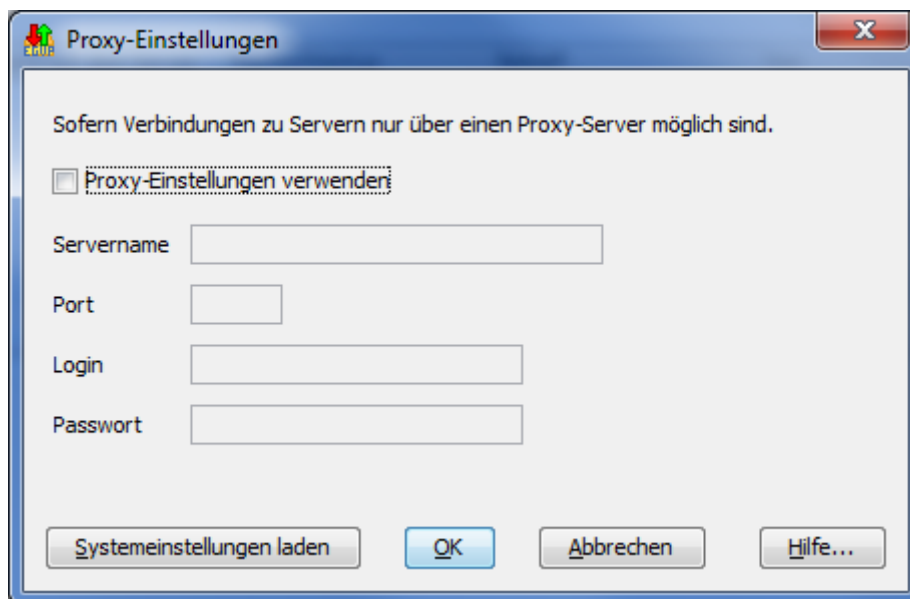 Proxy-Einstellungen
Sofern Verbindungen zu Servern nur über einen Proxy-Server möglich sind.
Proxy-Einstellungen verwenden
Servername
Port
Login
Passwort
Systemeinstellungen laden OK Abbrechen Hilfe...